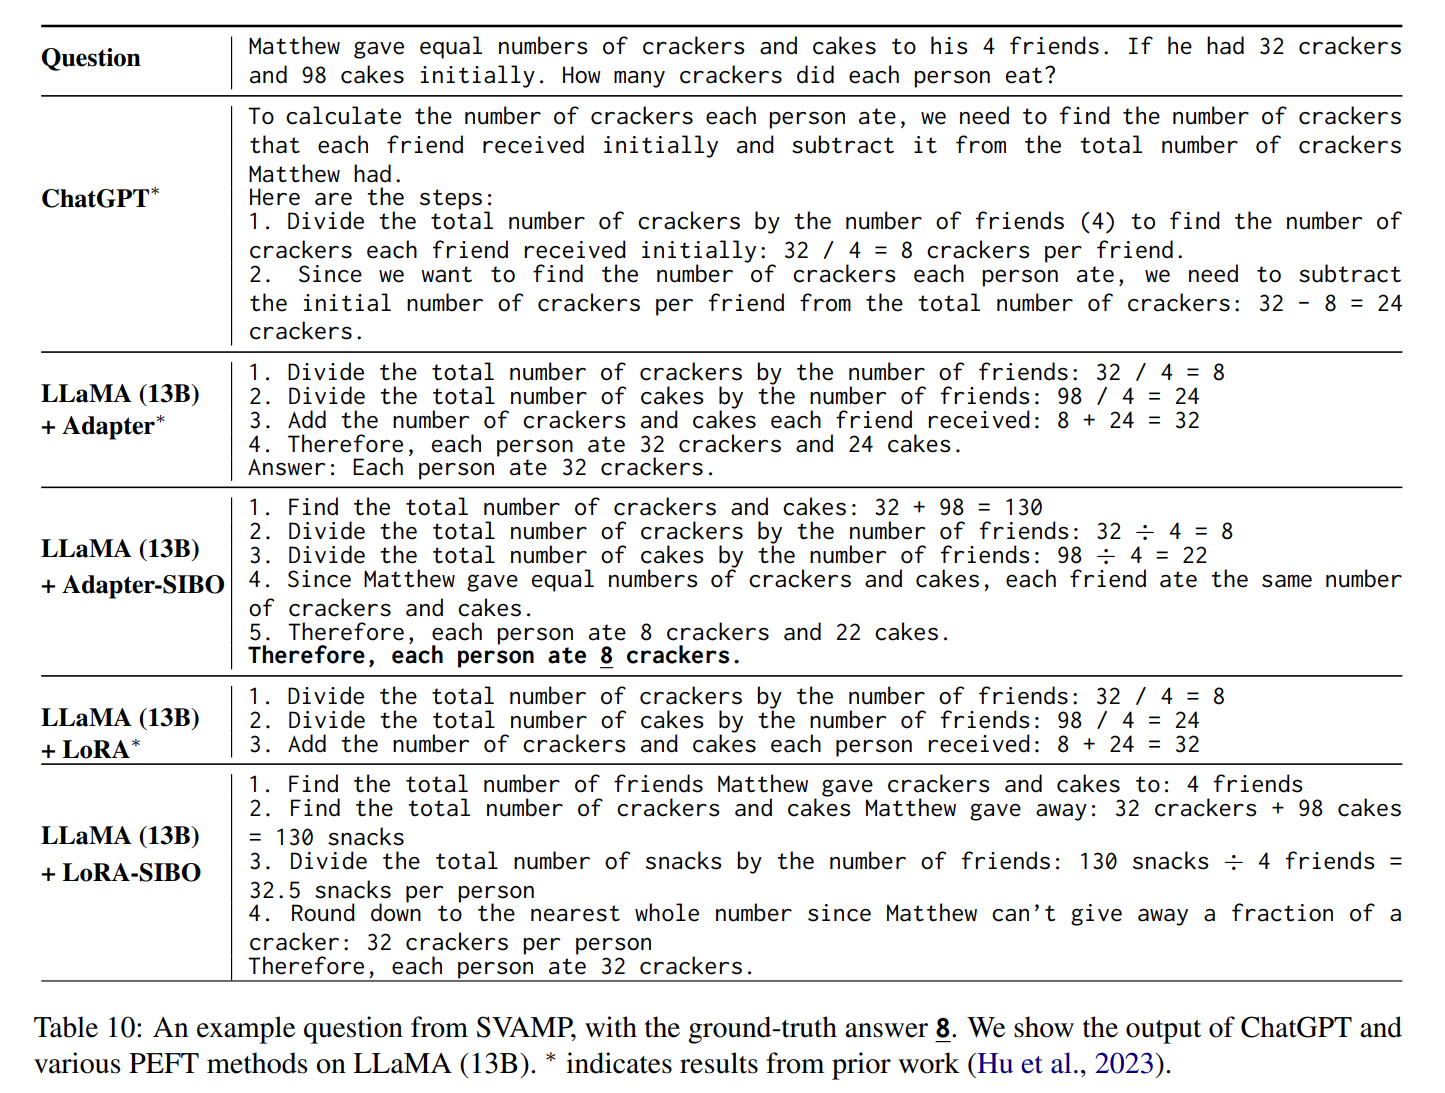 Question
Matthew gave equal numbers of crackers and cakes to his 4 friends. If he had 32 crackers
and 98 cakes initially. How many crackers did each person eat?
ChatGPT*
To calculate the number of crackers each person ate, we need to find the number of crackers
that each friend received initially and subtract it from the total number of crackers
Matthew had.
Here are the steps:
1. Divide the total number of crackers by the number of friends (4) to find the number of
crackers each friend received initially: 32 / 4 = 8 crackers per friend.
2. Since we want to find the number of crackers each person ate, we need to subtract
the initial number of crackers per friend from the total number of crackers: 32 - 8 = 24
crackers.
LLaMA (13B)
+ Adapter*
1. Divide the total number of crackers by the number of friends: 32 / 4 = 8
2. Divide the total number of cakes by the number of friends: 98 / 4 = 24
3. Add the number of crackers and cakes each friend received: 8 + 24 = 32
4. Therefore, each person ate 32 crackers and 24 cakes.
Answer: Each person ate 32 crackers.
LLaMA (13B)
+ Adapter-SIBO
1. Find the total number of crackers and cakes: 32 + 98 = 130
2. Divide the total number of crackers by the number of friends: 32 ÷ 4 = 8
3. Divide the total number of cakes by the number of friends: 98 ÷ 4 = 22
4. Since Matthew gave equal numbers of crackers and cakes, each friend ate the same number
of crackers and cakes.
5. Therefore, each person ate 8 crackers and 22 cakes.
Therefore, each person ate 8 crackers.
LLaMA (13B)
+ LoRA*
1. Divide the total number of crackers by the number of friends: 32 / 4 = 8
2. Divide the total number of cakes by the number of friends: 98 / 4 = 24
3. Add the number of crackers and cakes each person received: 8 + 24 = 32
LLaMA (13B)
+ LoRA-SIBO
1. Find the total number of friends Matthew gave crackers and cakes to: 4 friends
2. Find the total number of crackers and cakes Matthew gave away: 32 crackers + 98 cakes
= 130 snacks
3. Divide the total number of snacks by the number of friends: 130 snacks ÷ 4 friends =
32.5 snacks per person
4. Round down to the nearest whole number since Matthew can't give away a fraction of a
cracker: 32 crackers per person
Therefore, each person ate 32 crackers.
Table 10: An example question from SVAMP, with the ground-truth answer 8. We show the output of ChatGPT and
various PEFT methods on LLaMA (13B). * indicates results from prior work (Hu et al., 2023).